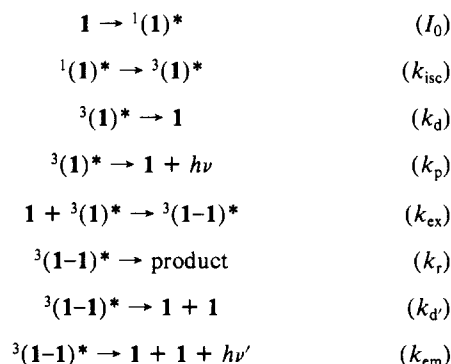 1 → ¹(1)* (I₀)
¹(1)* → ³(1)* (k_isc)
³(1)* → 1 (k_d)
³(1)* → 1 + hν (k_p)
1 + ³(1)* → ³(1–1)* (k_ex)
³(1–1)* → product (k_r)
³(1–1)* → 1 + 1 (k_d′)
³(1–1)* → 1 + 1 + hν′ (k_em)